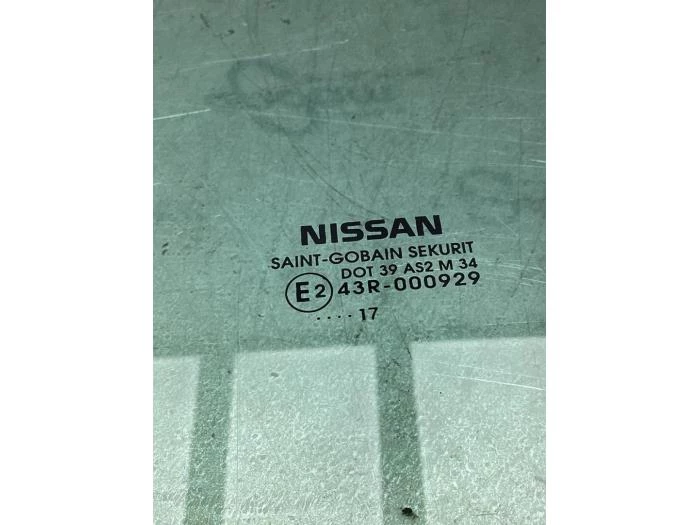 NISSAN
SAINT-GOBAIN SEKURIT
DOT 39 AS2 M 34
E2 43R-000929
....17